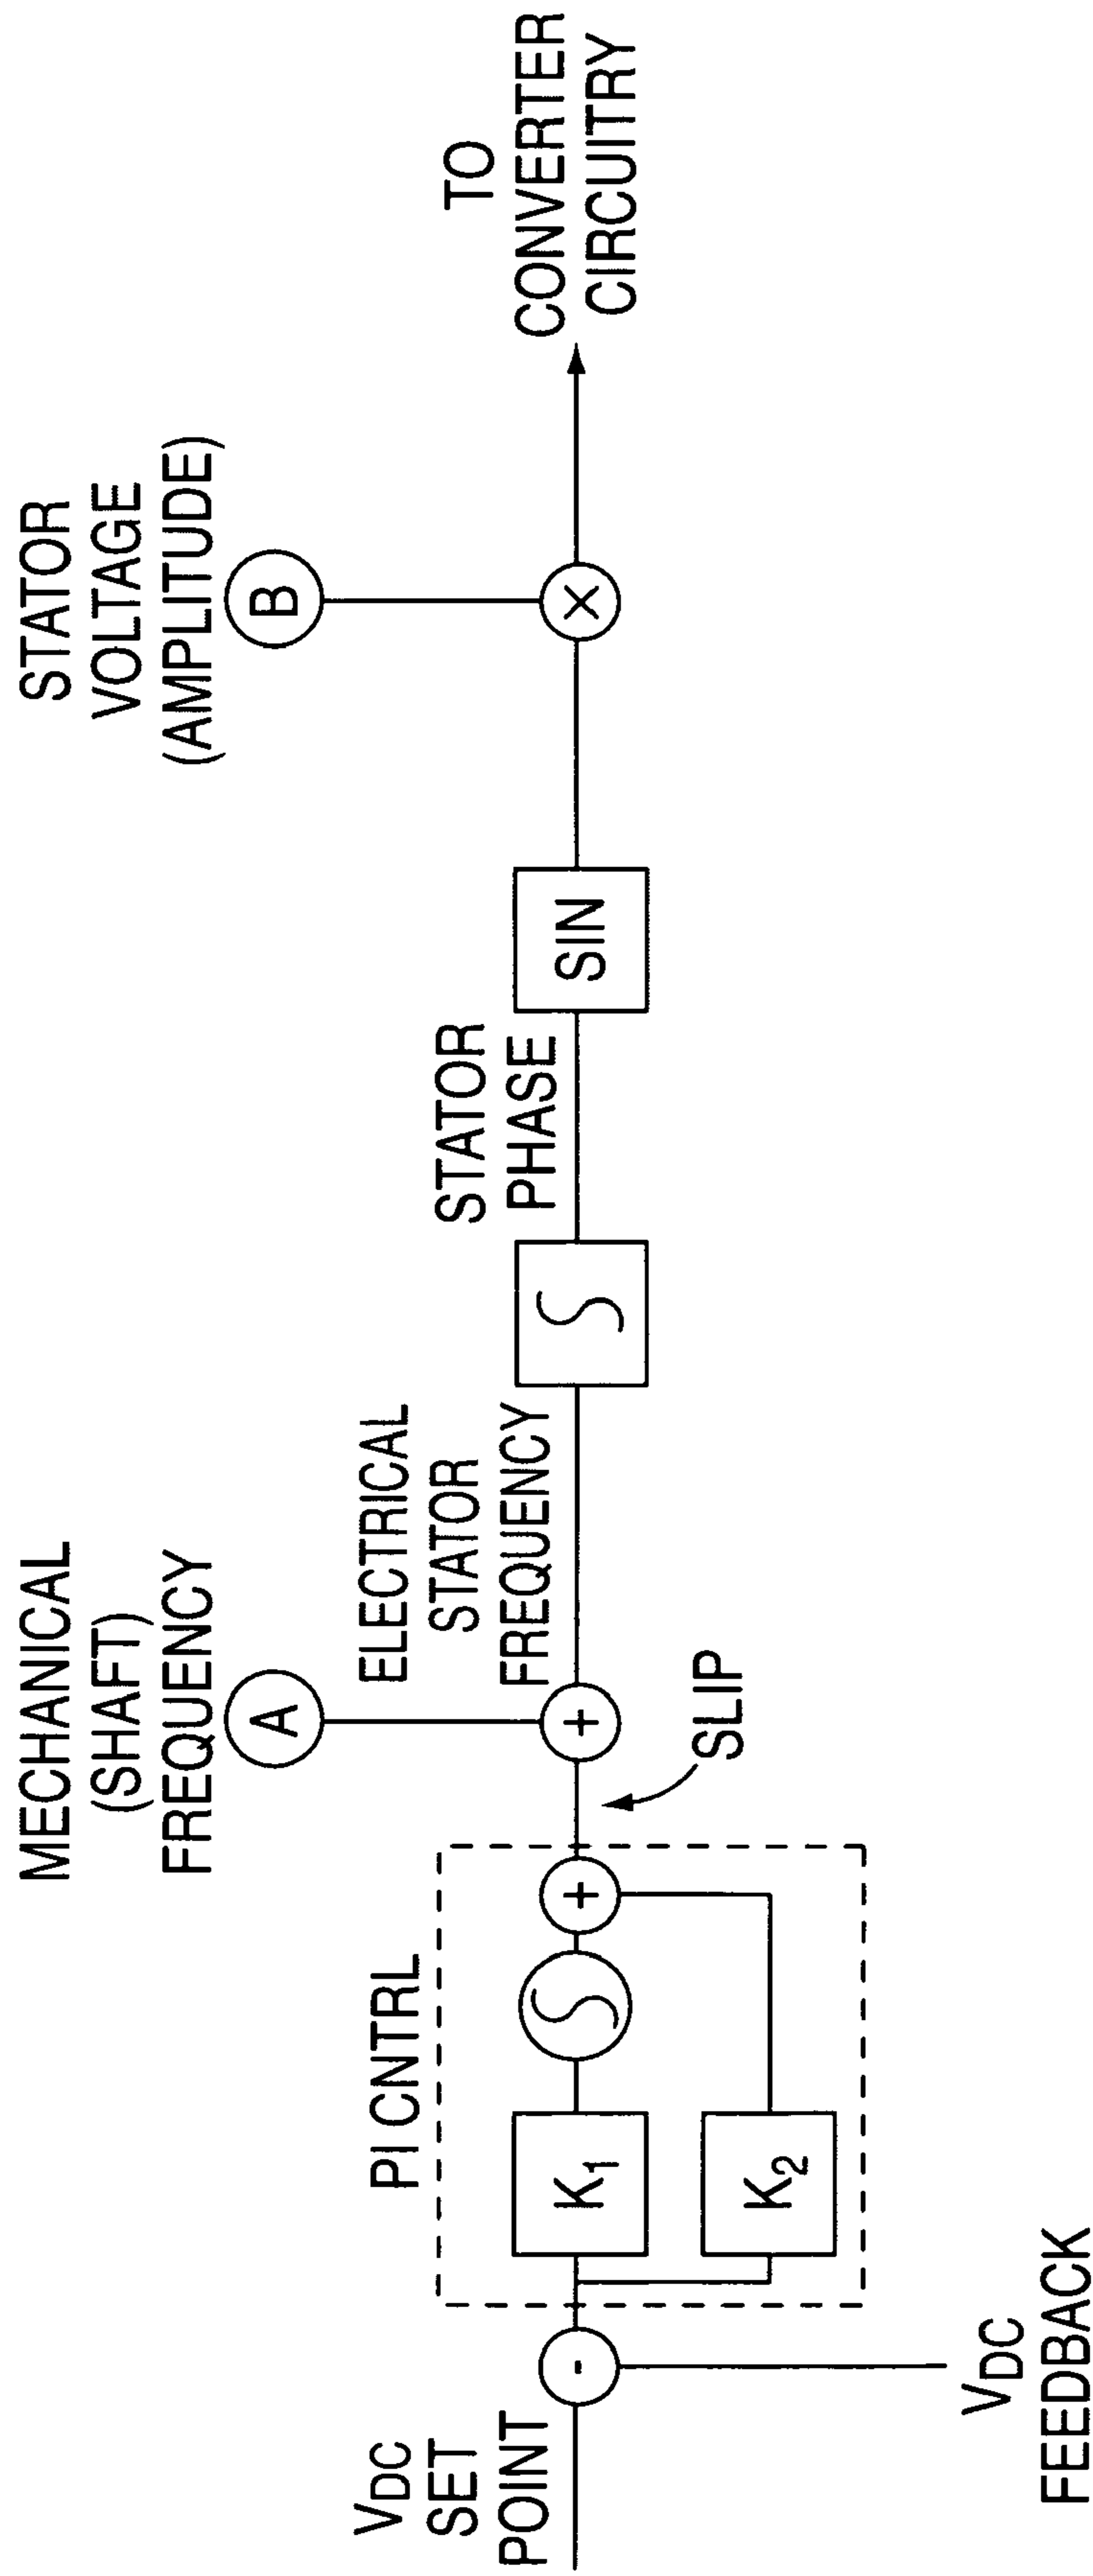 V_DC
SET
POINT
V_DC
FEEDBACK
-
PI CNTRL
K₁
K₂
∫
+
SLIP
MECHANICAL
(SHAFT)
FREQUENCY
A
+
ELECTRICAL
STATOR
FREQUENCY
∫
STATOR
PHASE
SIN
STATOR
VOLTAGE
(AMPLITUDE)
B
X
TO
CONVERTER
CIRCUITRY